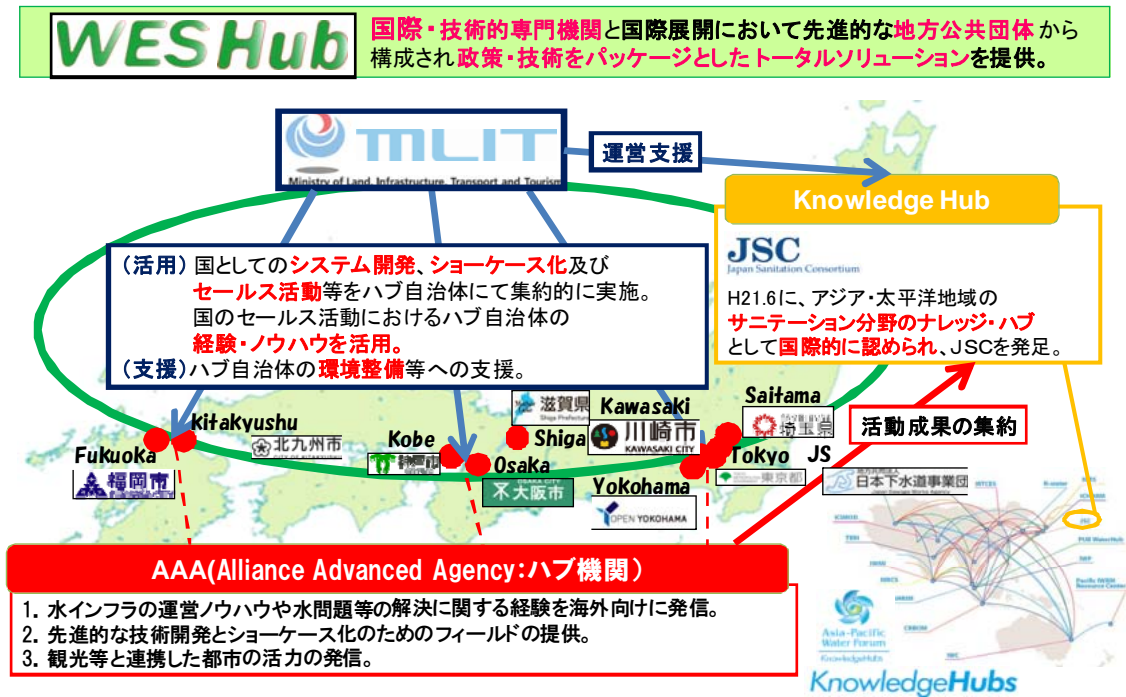 WES Hub
国際・技術的専門機関と国際展開において先進的な地方公共団体から
構成され政策・技術をパッケージとしたトータルソリューションを提供。
MLIT
Ministry of Land, Infrastructure, Transport and Tourism
運営支援
Knowledge Hub
JSC
Japan Sanitation Consortium
H21.6に、アジア・太平洋地域の
サニテーション分野のナレッジ・ハブ
として国際的に認められ、JSCを発足。
(活用) 国としてのシステム開発、ショーケース化及び
セールス活動等をハブ自治体にて集約的に実施。
国のセールス活動におけるハブ自治体の
経験・ノウハウを活用。
(支援)ハブ自治体の環境整備等への支援。
Fukuoka
福岡市
Kitakyushu
北九州市
Kobe
Osaka
大阪市
滋賀県
Shiga Prefecture
Shiga
Kawasaki
川崎市
KAWASAKI CITY
Yokohama
OPEN YOKOHAMA
Saitama
埼玉県
Tokyo
東京都
JS
日本下水道事業団
活動成果の集約
AAA(Alliance Advanced Agency:ハブ機関)
1. 水インフラの運営ノウハウや水問題等の解決に関する経験を海外向けに発信。
2. 先進的な技術開発とショーケース化のためのフィールドの提供。
3. 観光等と連携した都市の活力の発信。
JSC
PUB WaterHub
Pacific IWRM
Resource Center
Asia-Pacific
Water Forum
KnowledgeHubs
KnowledgeHubs